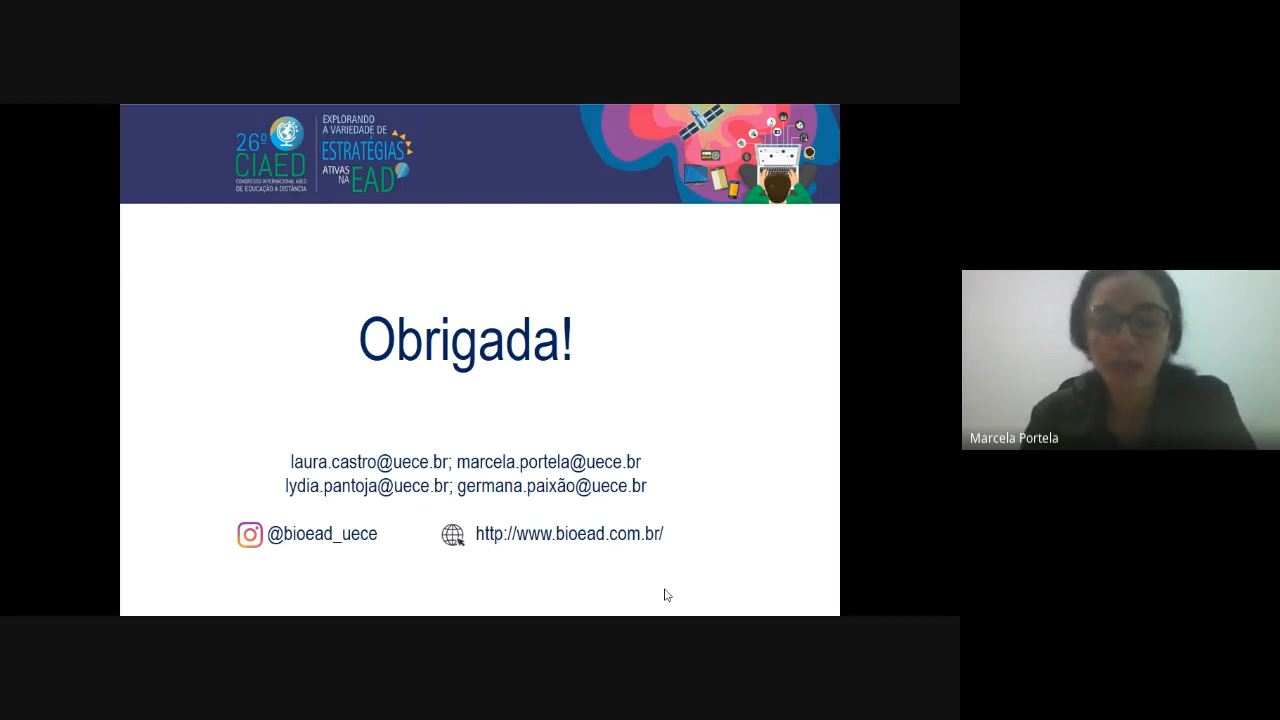 26º
CIAED
CONGRESSO INTERNACIONAL ABED
DE EDUCAÇÃO A DISTÂNCIA
EXPLORANDO
A VARIEDADE DE
ESTRATÉGIAS
ATIVAS
NA EAD
Obrigada!
laura.castro@uece.br; marcela.portela@uece.br
lydia.pantoja@uece.br; germana.paixão@uece.br
@bioead_uece http://www.bioead.com.br/
Marcela Portela